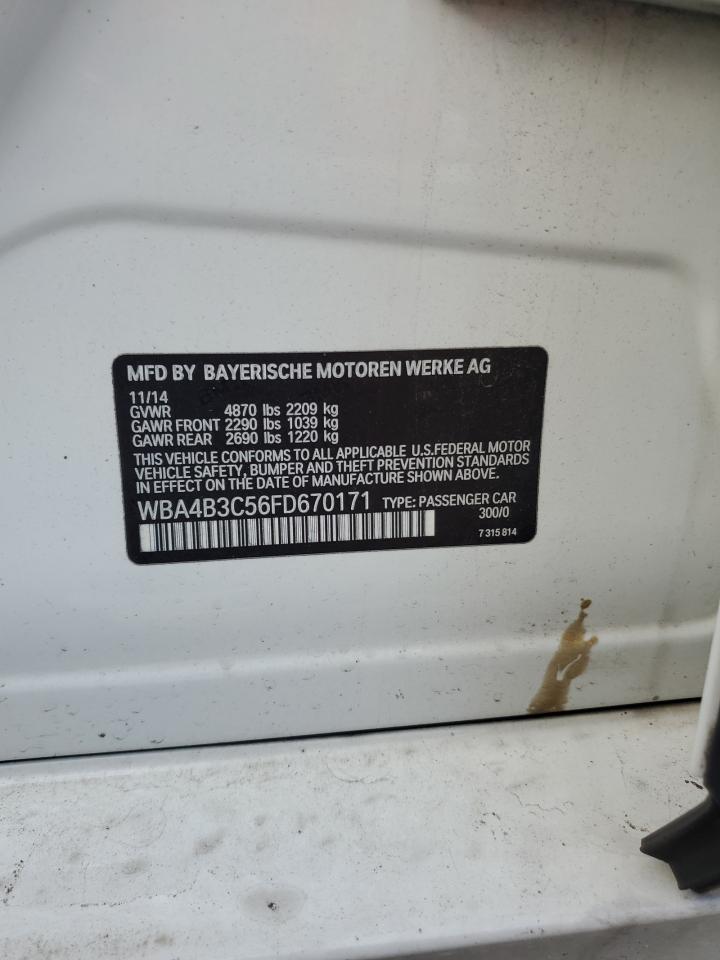 MFD BY BAYERISCHE MOTOREN WERKE AG
11/14
GVWR 4870 lbs 2209 kg
GAWR FRONT 2290 lbs 1039 kg
GAWR REAR 2690 lbs 1220 kg
THIS VEHICLE CONFORMS TO ALL APPLICABLE U.S.FEDERAL MOTOR
VEHICLE SAFETY, BUMPER AND THEFT PREVENTION STANDARDS
IN EFFECT ON THE DATE OF MANUFACTURE SHOWN ABOVE.
WBA4B3C56FD670171 TYPE: PASSENGER CAR
300/0
7 315 814